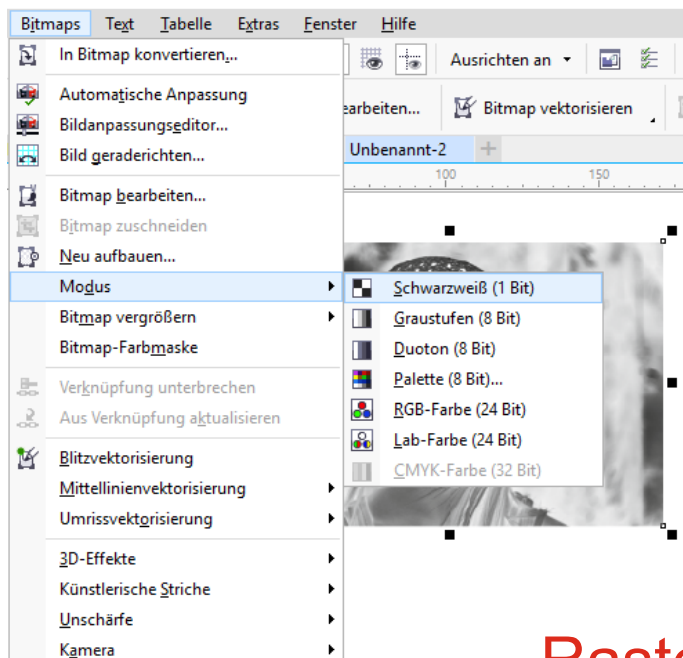 Bitmaps Text Tabelle Extras Fenster Hilfe
In Bitmap konvertieren...
Ausrichten an
Automatische Anpassung
Bildanpassungseditor...
Bitmap vektorisieren
Bild geraderichten...
Unbenannt-2
100 150
Bitmap bearbeiten...
Bitmap zuschneiden
Neu aufbauen...
Modus
Schwarzweiß (1 Bit)
Graustufen (8 Bit)
Duoton (8 Bit)
Palette (8 Bit)...
RGB-Farbe (24 Bit)
Lab-Farbe (24 Bit)
CMYK-Farbe (32 Bit)
Bitmap vergrößern
Bitmap-Farbmaske
Verknüpfung unterbrechen
Aus Verknüpfung aktualisieren
Blitzvektorisierung
Mittellinienvektorisierung
Umrissvektorisierung
3D-Effekte
Künstlerische Striche
Unschärfe
Kamera